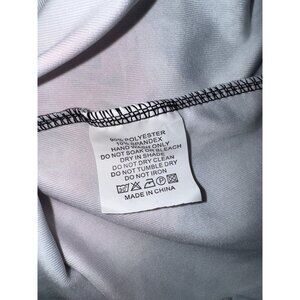 90% POLYESTER
10% SPANDEX
HAND WASH ONLY
DO NOT SOAK OR BLEACH
DRY IN SHADE
DO NOT DRY CLEAN
DO NOT TUMBLE DRY
DO NOT IRON
MADE IN CHINA